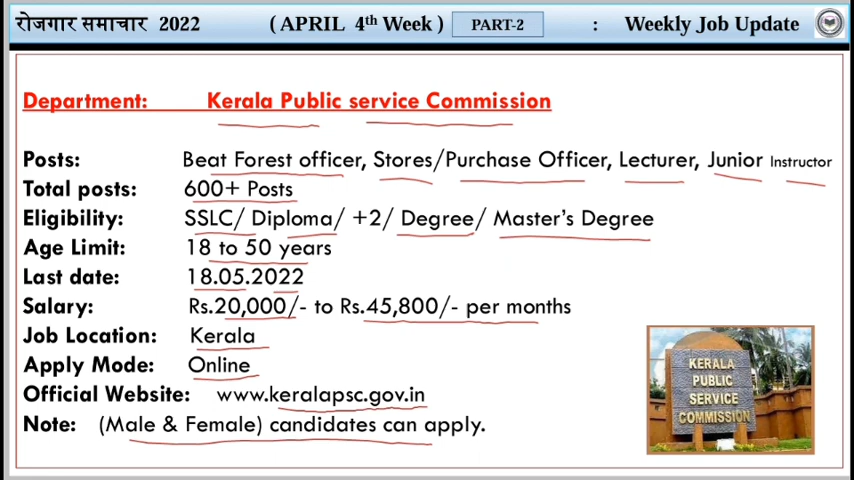 रोजगार समाचार 2022 ( APRIL 4th Week ) PART-2 : Weekly Job Update
Department: Kerala Public service Commission
Posts: Beat Forest officer, Stores/Purchase Officer, Lecturer, Junior Instructor
Total posts: 600+ Posts
Eligibility: SSLC/ Diploma/ +2/ Degree/ Master's Degree
Age Limit: 18 to 50 years
Last date: 18.05.2022
Salary: Rs.20,000/- to Rs.45,800/- per months
Job Location: Kerala
Apply Mode: Online
Official Website: www.keralapsc.gov.in
Note: (Male & Female) candidates can apply.
KERALA
PUBLIC
SERVICE
COMMISSION